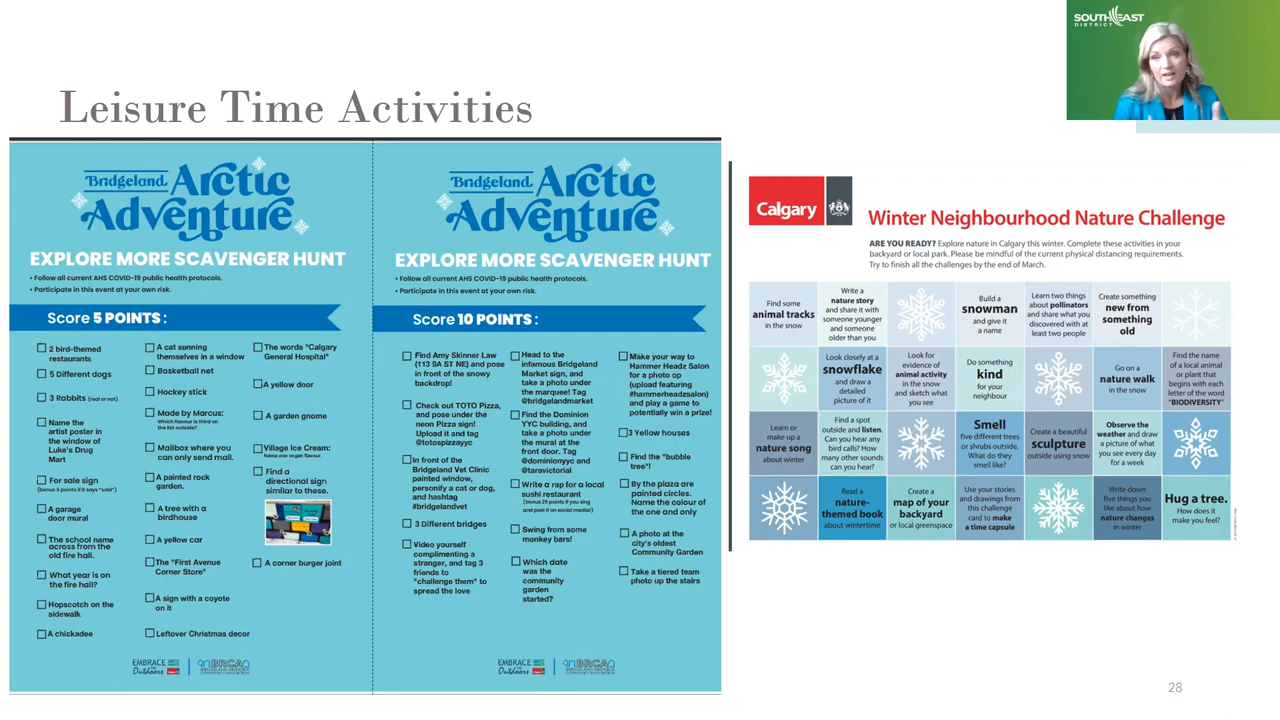 SOUTH EAST
DISTRICT
Leisure Time Activities
Bridgeland Arctic
Adventure
EXPLORE MORE SCAVENGER HUNT
• Follow all current AHS COVID-19 public health protocols.
• Participate in this event at your own risk.
Score 5 POINTS :
2 bird-themed
restaurants
5 Different dogs
3 Rabbits (real or not)
Name the
artist poster in
the window of
Luke's Drug
Mart
For sale sign
(bonus 5 points if it says "sold")
A garage
door mural
The school name
across from the
old fire hall.
What year is on
the fire hall?
Hopscotch on the
sidewalk
A chickadee
A cat sunning
themselves in a window
Basketball net
Hockey stick
Made by Marcus:
Which flavour is third on
the list outside?
Mailbox where you
can only send mail.
A painted rock
garden.
A tree with a
birdhouse
A yellow car
The "First Avenue
Corner Store"
A sign with a coyote
on it
Leftover Christmas decor
The words "Calgary
General Hospital"
A yellow door
A garden gnome
Village Ice Cream:
Name one vegan flavour.
Find a
directional sign
similar to these.
A corner burger joint
EMBRACE
THE
Outdoors
BRCA
BRIDGELAND RIVERSIDE
COMMUNITY ASSOCIATION
Bridgeland Arctic
Adventure
EXPLORE MORE SCAVENGER HUNT
• Follow all current AHS COVID-19 public health protocols.
• Participate in this event at your own risk.
Score 10 POINTS :
Find Amy Skinner Law
(113 9A ST NE) and pose
in front of the snowy
backdrop!
Check out TOTO Pizza,
and pose under the
neon Pizza sign!
Upload it and tag
@totospizzayyc
In front of the
Bridgeland Vet Clinic
painted window,
personify a cat or dog,
and hashtag
#bridgelandvet
3 Different bridges
Video yourself
complimenting a
stranger, and tag 3
friends to
"challenge them" to
spread the love
Head to the
infamous Bridgeland
Market sign, and
take a photo under
the marquee! Tag
@bridgelandmarket
Find the Dominion
YYC building, and
take a photo under
the mural at the
front door. Tag
@dominionyyc and
@taravictorial
Write a rap for a local
sushi restaurant
(bonus 25 points if you sing
and post it on social media!)
Swing from some
monkey bars!
Which date
was the
community
garden
started?
Make your way to
Hammer Headz Salon
for a photo op
(upload featuring
#hammerheadzsalon)
and play a game to
potentially win a prize!
3 Yellow houses
Find the "bubble
tree"!
By the plaza are
painted circles.
Name the colour of
the one and only
A photo at the
city's oldest
Community Garden
Take a tiered team
photo up the stairs
EMBRACE
THE
Outdoors
BRCA
BRIDGELAND RIVERSIDE
COMMUNITY ASSOCIATION
Calgary
Winter Neighbourhood Nature Challenge
ARE YOU READY? Explore nature in Calgary this winter. Complete these activities in your
backyard or local park. Please be mindful of the current physical distancing requirements.
Try to finish all the challenges by the end of March.
Find some
animal tracks
in the snow
Write a
nature story
and share it with
someone younger
and someone
older than you
Build a
snowman
and give it
a name
Learn two things
about pollinators
and share what you
discovered with at
least two people
Create something
new from
something
old
Look closely at a
snowflake
and draw a
detailed
picture of it
Look for
evidence of
animal activity
in the snow
and sketch what
you see
Do something
kind
for your
neighbour
Go on a
nature walk
in the snow
Find the name
of a local animal
or plant that
begins with each
letter of the word
"BIODIVERSITY"
Learn or
make up a
nature song
about winter
Find a spot
outside and listen.
Can you hear any
bird calls? How
many other sounds
can you hear?
Smell
five different trees
or shrubs outside.
What do they
smell like?
Create a beautiful
sculpture
outside using snow
Observe the
weather and draw
a picture of
what you see every
day for a week
Read a
nature-
themed book
about wintertime
Create a
map of your
backyard
or local greenspace
Use your stories
and drawings from
this challenge
card to make
a time capsule
Write down
five things you
like about how
nature changes
in winter
Hug a tree.
How does it
make you feel?
28